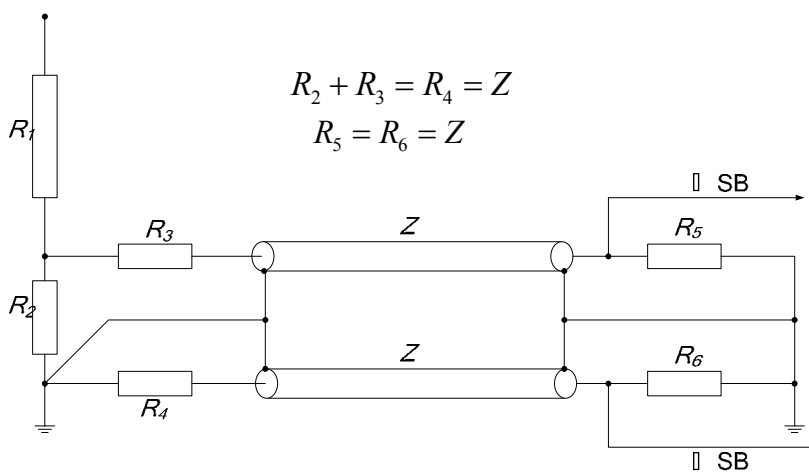 R₂ + R₃ = R₄ = Z
R₅ = R₆ = Z
R₁
SB
R₃
Z
R₅
R₂
Z
R₆
R₄
SB